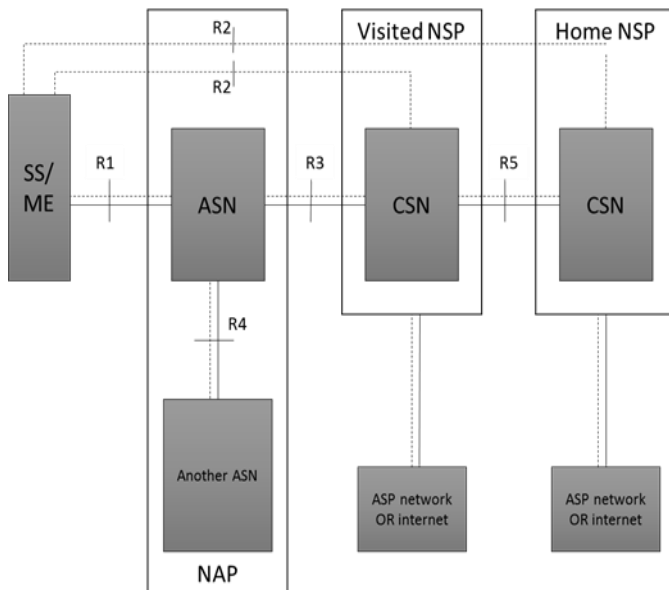 R2
Visited NSP
Home NSP
R2
SS/
ME
R1
ASN
R3
CSN
R5
CSN
R4
Another ASN
ASP network
OR internet
ASP network
OR internet
NAP